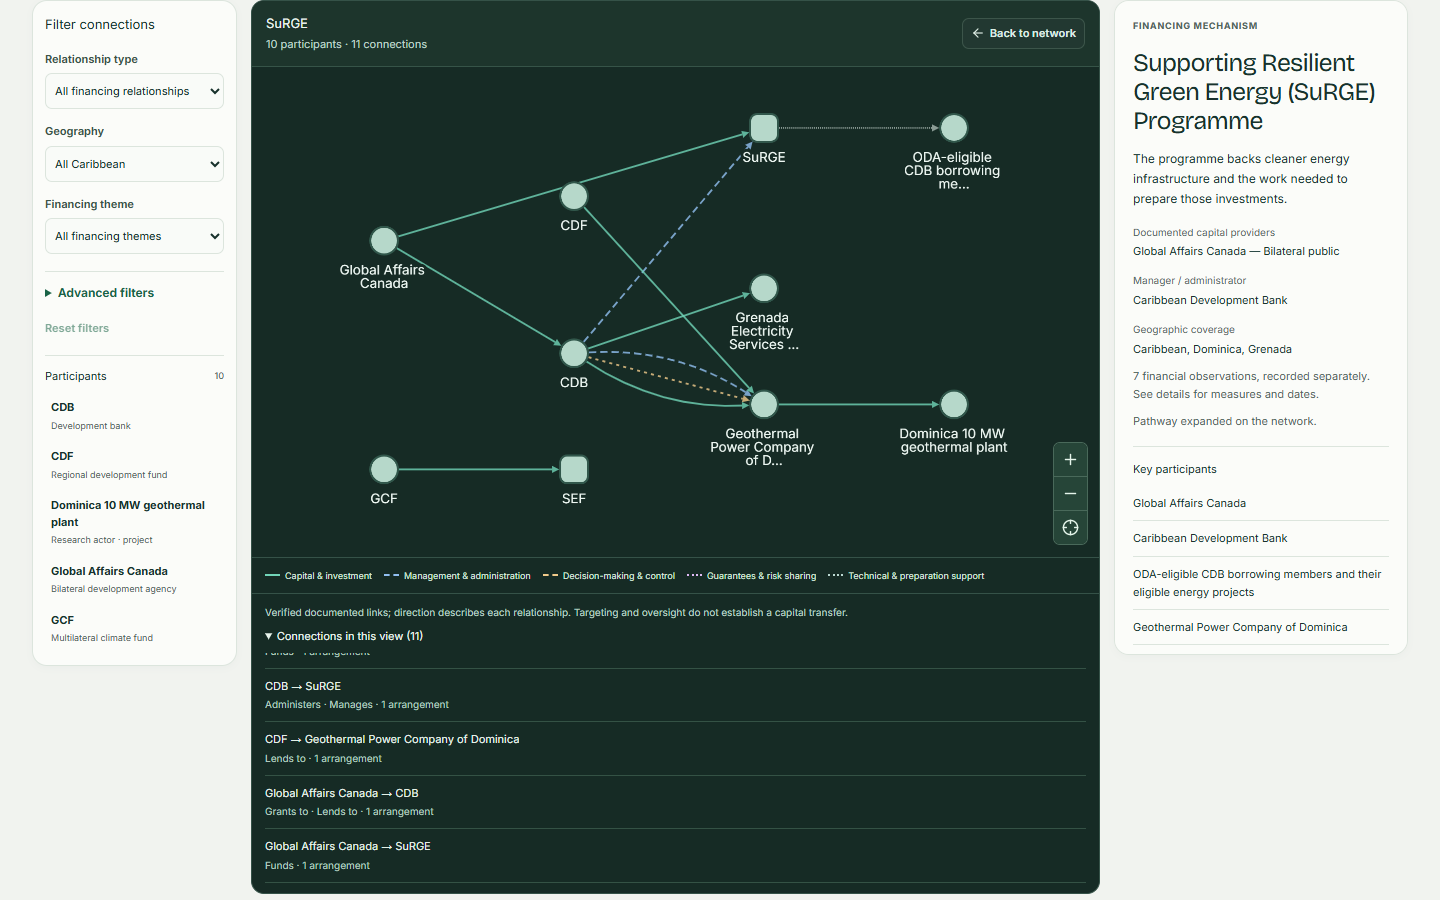 Filter connections
Relationship type
All financing relationships
Geography
All Caribbean
Financing theme
All financing themes
Advanced filters
Reset filters
Participants 10
CDB
Development bank
CDF
Regional development fund
Dominica 10 MW geothermal
plant
Research actor · project
Global Affairs Canada
Bilateral development agency
GCF
Multilateral climate fund
SuRGE
10 participants · 11 connections
← Back to network
SuRGE
ODA-eligible
CDB borrowing
me...
CDF
Global Affairs
Canada
Grenada
Electricity
Services ...
CDB
Geothermal
Power Company
of D...
Dominica 10 MW
geothermal plant
GCF
SEF
Capital & investment
Management & administration
Decision-making & control
Guarantees & risk sharing
Technical & preparation support
Verified documented links; direction describes each relationship. Targeting and oversight do not establish a capital transfer.
Connections in this view (11)
Funds · 1 arrangement
CDB → SuRGE
Administers · Manages · 1 arrangement
CDF → Geothermal Power Company of Dominica
Lends to · 1 arrangement
Global Affairs Canada → CDB
Grants to · Lends to · 1 arrangement
Global Affairs Canada → SuRGE
Funds · 1 arrangement
FINANCING MECHANISM
Supporting Resilient
Green Energy (SuRGE)
Programme
The programme backs cleaner energy
infrastructure and the work needed to
prepare those investments.
Documented capital providers
Global Affairs Canada — Bilateral public
Manager / administrator
Caribbean Development Bank
Geographic coverage
Caribbean, Dominica, Grenada
7 financial observations, recorded separately.
See details for measures and dates.
Pathway expanded on the network.
Key participants
Global Affairs Canada
Caribbean Development Bank
ODA-eligible CDB borrowing members and their
eligible energy projects
Geothermal Power Company of Dominica